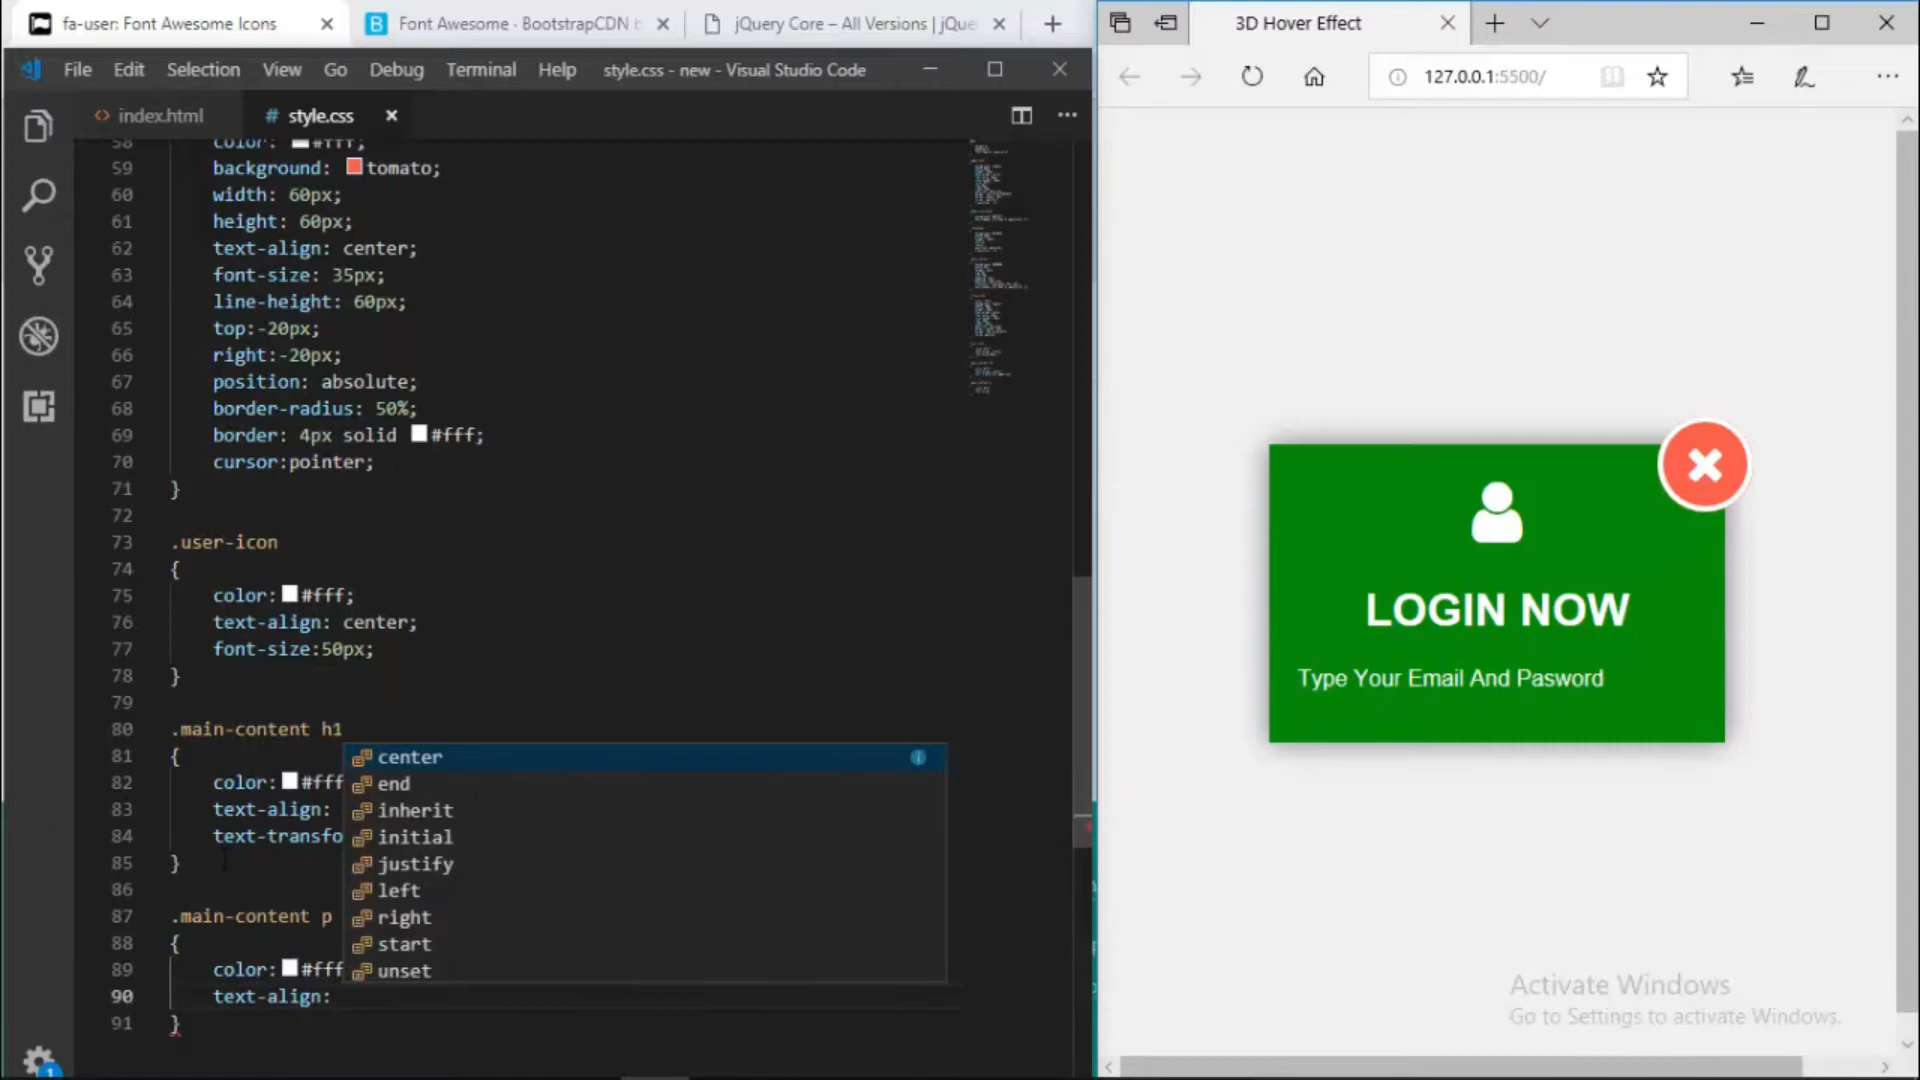 fa-user: Font Awesome Icons
Font Awesome · BootstrapCDN b
jQuery Core – All Versions | jQue
3D Hover Effect
File Edit Selection View Go Debug Terminal Help style.css - new - Visual Studio Code
127.0.0.1:5500/
index.html
# style.css
58 color: #fff;
59 background: tomato;
60 width: 60px;
61 height: 60px;
62 text-align: center;
63 font-size: 35px;
64 line-height: 60px;
65 top:-20px;
66 right:-20px;
67 position: absolute;
68 border-radius: 50%;
69 border: 4px solid #fff;
70 cursor:pointer;
71 }
72
73 .user-icon
74 {
75 color: #fff;
76 text-align: center;
77 font-size:50px;
78 }
79
80 .main-content h1
81 {
82 color: #fff
83 text-align:
84 text-transfo
85 }
86
87 .main-content p
88 {
89 color: #fff
90 text-align:
91 }
center
end
inherit
initial
justify
left
right
start
unset
1
LOGIN NOW
Type Your Email And Pasword
Activate Windows
Go to Settings to activate Windows.